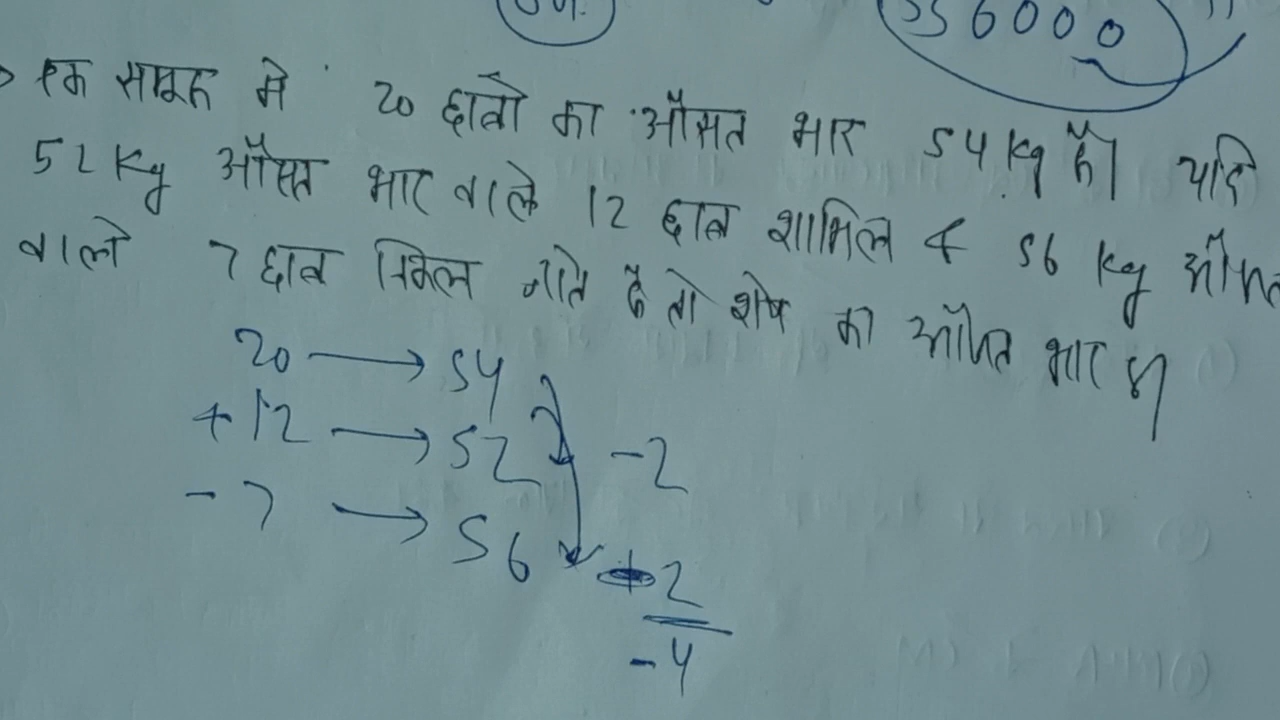 56000
एक समूह मे 20 छात्रो का औसत भार 54 kg है। यदि
52 Kg औसत भार वाले 12 छात्र शामिल व 56 kg औसत
वाले 7 छात्र निकल जाते है तो शेष का औसत भार
20 → 54
+ 12 → 52 -2
- 7 → 56 +2
-4